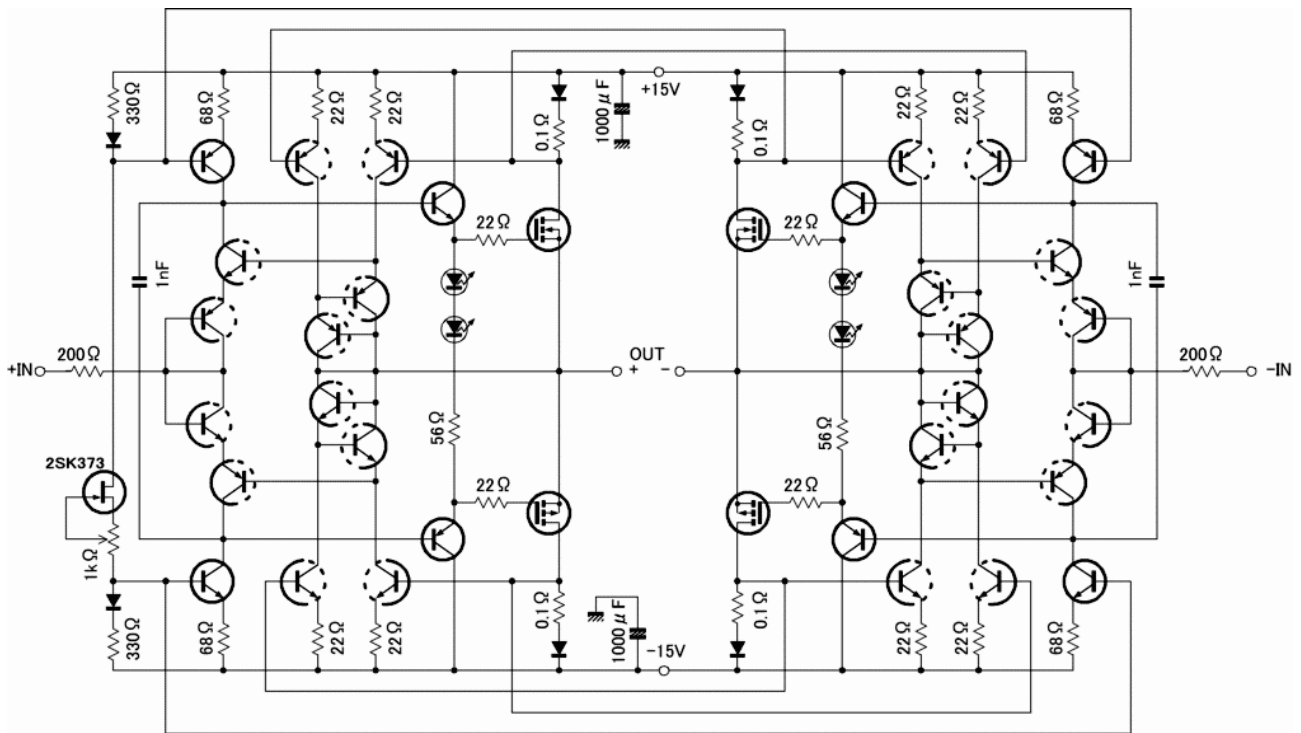 330Ω
68Ω
22Ω
22Ω
0.1Ω
1000μF
+15V
0.1Ω
22Ω
22Ω
68Ω
22Ω
22Ω
1nF
1nF
+IN
200Ω
OUT
+ -
200Ω
-IN
56Ω
56Ω
2SK373
22Ω
22Ω
1kΩ
330Ω
68Ω
22Ω
22Ω
0.1Ω
1000μF
-15V
0.1Ω
22Ω
22Ω
68Ω